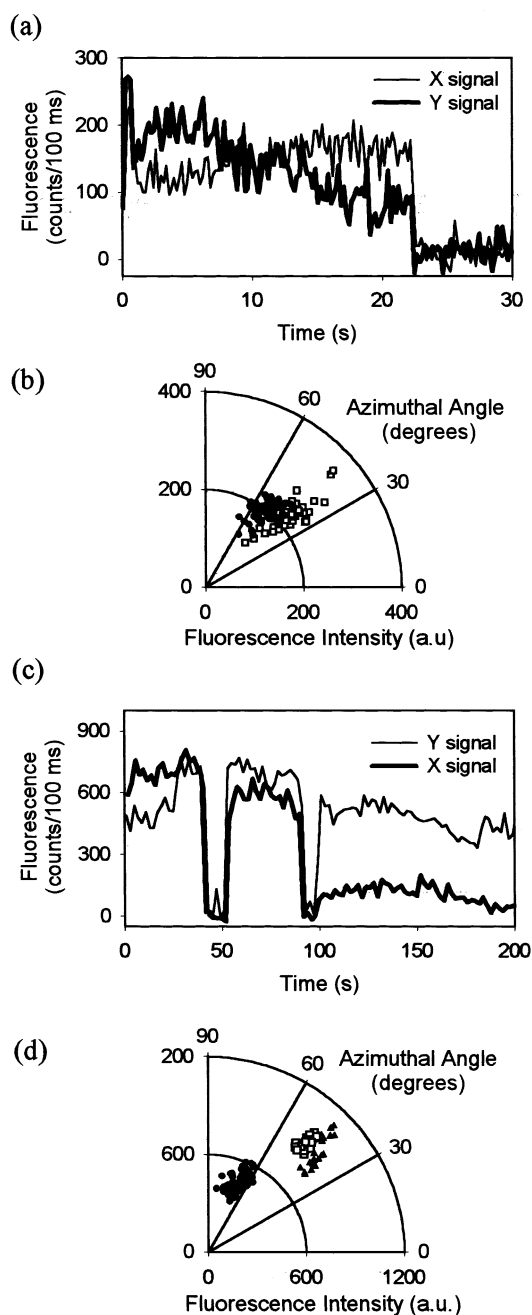 (a)
300
200
100
0
Fluorescence
(counts/100 ms)
X signal
Y signal
0
10
20
30
Time (s)
(b)
90
400
60
Azimuthal Angle
(degrees)
30
200
0
0
0
200
400
Fluorescence Intensity (a.u)
(c)
900
600
300
0
Fluorescence
(counts/100 ms)
Y signal
X signal
0
50
100
150
200
Time (s)
(d)
90
200
60
Azimuthal Angle
(degrees)
30
600
0
0
0
600
1200
Fluorescence Intensity (a.u.)